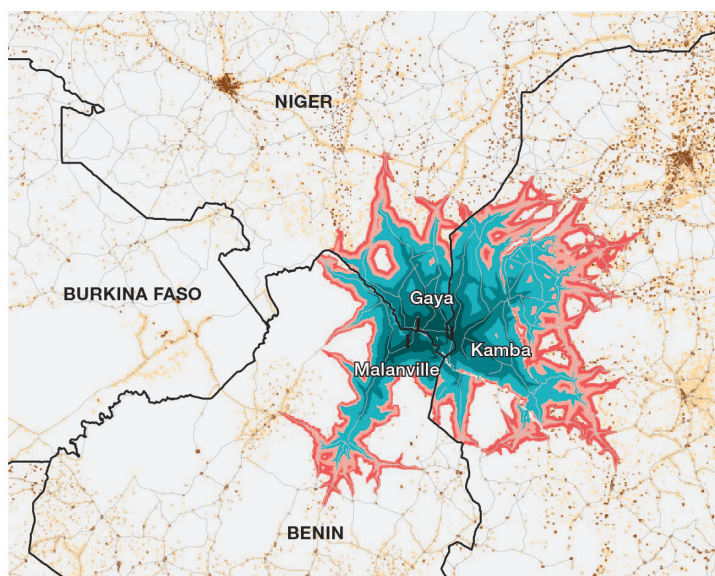 NIGER
BURKINA FASO
Gaya
Kamba
Malanville
BENIN